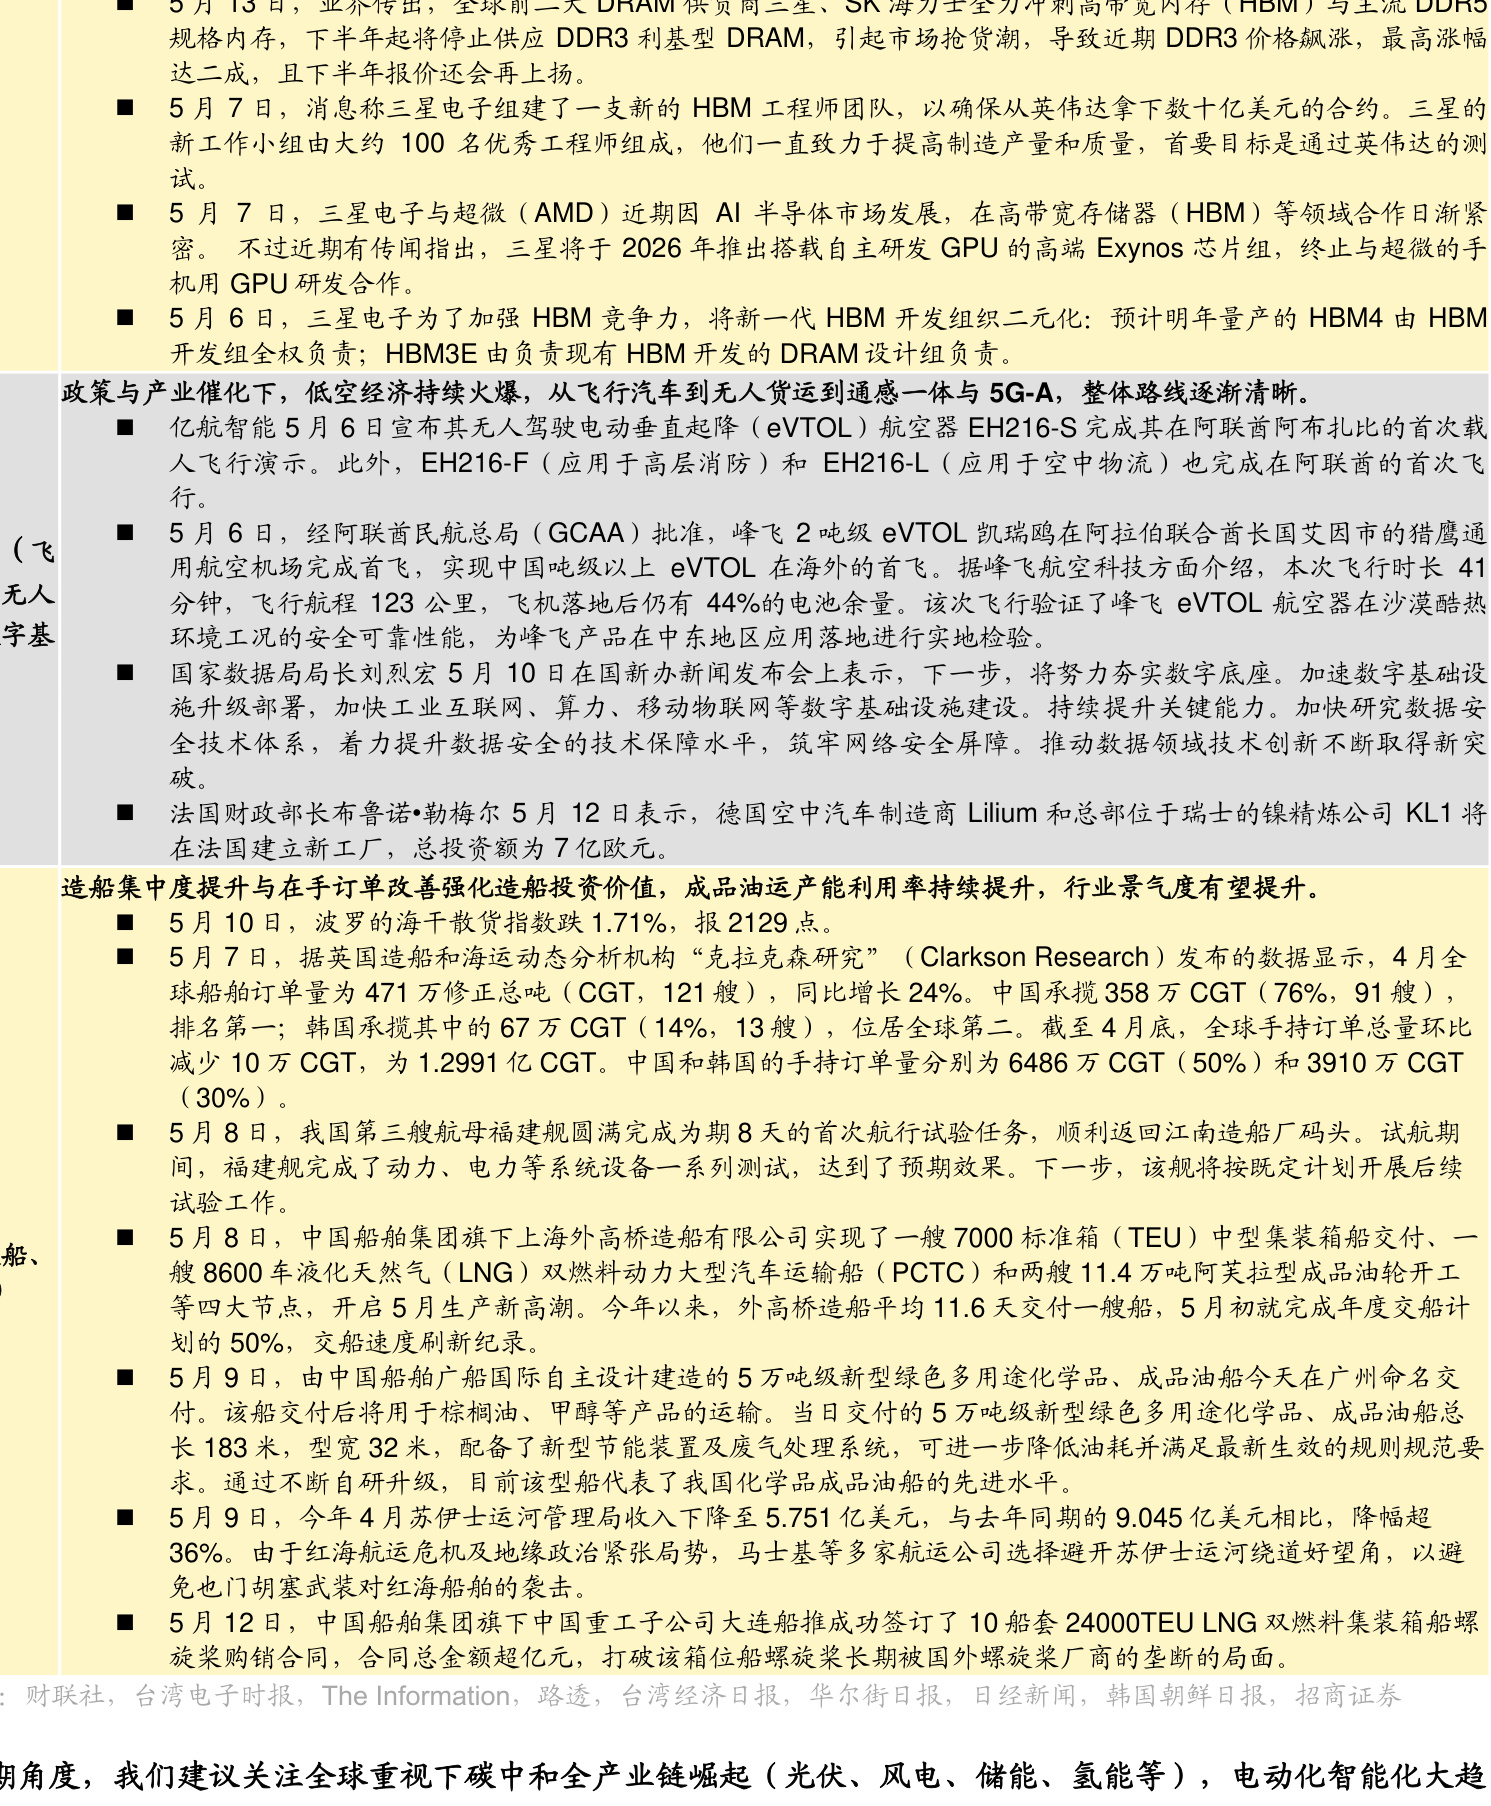 5 月 13 日，业界传出，全球前二大 DRAM 供货商三星、SK 海力士全力冲刺高带宽内存（HBM）与主流 DDR5
规格内存，下半年起将停止供应 DDR3 利基型 DRAM，引起市场抢货潮，导致近期 DDR3 价格飙涨，最高涨幅
达二成，且下半年报价还会再上扬。
■ 5 月 7 日，消息称三星电子组建了一支新的 HBM 工程师团队，以确保从英伟达拿下数十亿美元的合约。三星的
新工作小组由大约 100 名优秀工程师组成，他们一直致力于提高制造产量和质量，首要目标是通过英伟达的测
试。
■ 5 月 7 日，三星电子与超微（AMD）近期因 AI 半导体市场发展，在高带宽存储器（HBM）等领域合作日渐紧
密。 不过近期有传闻指出，三星将于 2026 年推出搭载自主研发 GPU 的高端 Exynos 芯片组，终止与超微的手
机用 GPU 研发合作。
■ 5 月 6 日，三星电子为了加强 HBM 竞争力，将新一代 HBM 开发组织二元化：预计明年量产的 HBM4 由 HBM
开发组全权负责；HBM3E 由负责现有 HBM 开发的 DRAM 设计组负责。
政策与产业催化下，低空经济持续火爆，从飞行汽车到无人货运到通感一体与 5G-A，整体路线逐渐清晰。
■ 亿航智能 5 月 6 日宣布其无人驾驶电动垂直起降（eVTOL）航空器 EH216-S 完成其在阿联酋阿布扎比的首次载
人飞行演示。此外，EH216-F（应用于高层消防）和 EH216-L（应用于空中物流）也完成在阿联酋的首次飞
行。
（飞
无人
字基
■ 5 月 6 日，经阿联酋民航总局（GCAA）批准，峰飞 2 吨级 eVTOL 凯瑞鸥在阿拉伯联合酋长国艾因市的猎鹰通
用航空机场完成首飞，实现中国吨级以上 eVTOL 在海外的首飞。据峰飞航空科技方面介绍，本次飞行时长 41
分钟，飞行航程 123 公里，飞机落地后仍有 44%的电池余量。该次飞行验证了峰飞 eVTOL 航空器在沙漠酷热
环境工况的安全可靠性能，为峰飞产品在中东地区应用落地进行实地检验。
■ 国家数据局局长刘烈宏 5 月 10 日在国新办新闻发布会上表示，下一步，将努力夯实数字底座。加速数字基础设
施升级部署，加快工业互联网、算力、移动物联网等数字基础设施建设。持续提升关键能力。加快研究数据安
全技术体系，着力提升数据安全的技术保障水平，筑牢网络安全屏障。推动数据领域技术创新不断取得新突
破。
■ 法国财政部长布鲁诺•勒梅尔 5 月 12 日表示，德国空中汽车制造商 Lilium 和总部位于瑞士的镍精炼公司 KL1 将
在法国建立新工厂，总投资额为 7 亿欧元。
造船集中度提升与在手订单改善强化造船投资价值，成品油运产能利用率持续提升，行业景气度有望提升。
■ 5 月 10 日，波罗的海干散货指数跌 1.71%，报 2129 点。
■ 5 月 7 日，据英国造船和海运动态分析机构“克拉克森研究”（Clarkson Research）发布的数据显示，4 月全
球船舶订单量为 471 万修正总吨（CGT，121 艘），同比增长 24%。中国承揽 358 万 CGT（76%，91 艘），
排名第一；韩国承揽其中的 67 万 CGT（14%，13 艘），位居全球第二。截至 4 月底，全球手持订单总量环比
减少 10 万 CGT，为 1.2991 亿 CGT。中国和韩国的手持订单量分别为 6486 万 CGT（50%）和 3910 万 CGT
（30%）。
■ 5 月 8 日，我国第三艘航母福建舰圆满完成为期 8 天的首次航行试验任务，顺利返回江南造船厂码头。试航期
间，福建舰完成了动力、电力等系统设备一系列测试，达到了预期效果。下一步，该舰将按既定计划开展后续
试验工作。
船、
）
■ 5 月 8 日，中国船舶集团旗下上海外高桥造船有限公司实现了一艘 7000 标准箱（TEU）中型集装箱船交付、一
艘 8600 车液化天然气（LNG）双燃料动力大型汽车运输船（PCTC）和两艘 11.4 万吨阿芙拉型成品油轮开工
等四大节点，开启 5 月生产新高潮。今年以来，外高桥造船平均 11.6 天交付一艘船，5 月初就完成年度交船计
划的 50%，交船速度刷新纪录。
■ 5 月 9 日，由中国船舶广船国际自主设计建造的 5 万吨级新型绿色多用途化学品、成品油船今天在广州命名交
付。该船交付后将用于棕榈油、甲醇等产品的运输。当日交付的 5 万吨级新型绿色多用途化学品、成品油船总
长 183 米，型宽 32 米，配备了新型节能装置及废气处理系统，可进一步降低油耗并满足最新生效的规则规范要
求。通过不断自研升级，目前该型船代表了我国化学品成品油船的先进水平。
■ 5 月 9 日，今年 4 月苏伊士运河管理局收入下降至 5.751 亿美元，与去年同期的 9.045 亿美元相比，降幅超
36%。由于红海航运危机及地缘政治紧张局势，马士基等多家航运公司选择避开苏伊士运河绕道好望角，以避
免也门胡塞武装对红海船舶的袭击。
■ 5 月 12 日，中国船舶集团旗下中国重工子公司大连船推成功签订了 10 船套 24000TEU LNG 双燃料集装箱船螺
旋桨购销合同，合同总金额超亿元，打破该箱位船螺旋桨长期被国外螺旋桨厂商的垄断的局面。
：财联社，台湾电子时报，The Information，路透，台湾经济日报，华尔街日报，日经新闻，韩国朝鲜日报，招商证券
期角度，我们建议关注全球重视下碳中和全产业链崛起（光伏、风电、储能、氢能等），电动化智能化大趋